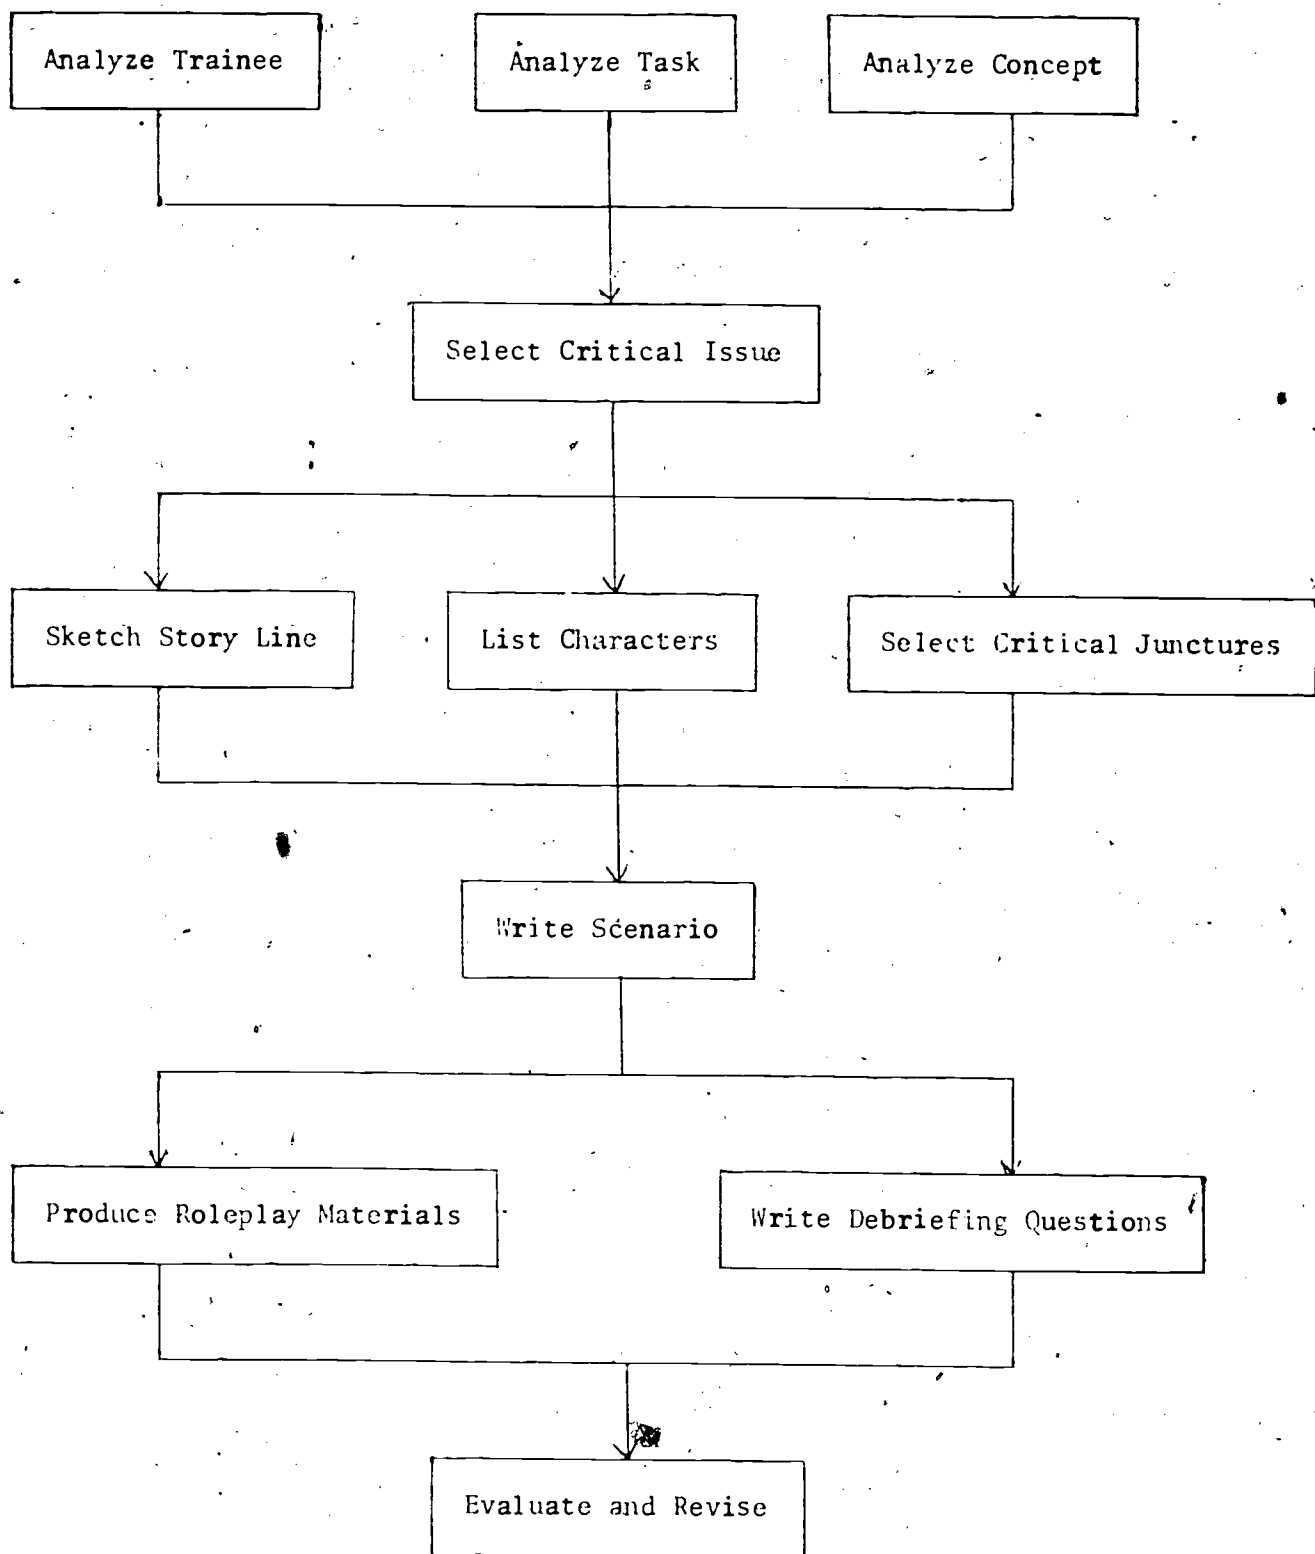 Analyze Trainee
Analyze Task
Analyze Concept
Select Critical Issue
Sketch Story Line
List Characters
Select Critical Junctures
Write Scenario
Produce Roleplay Materials
Write Debriefing Questions
Evaluate and Revise